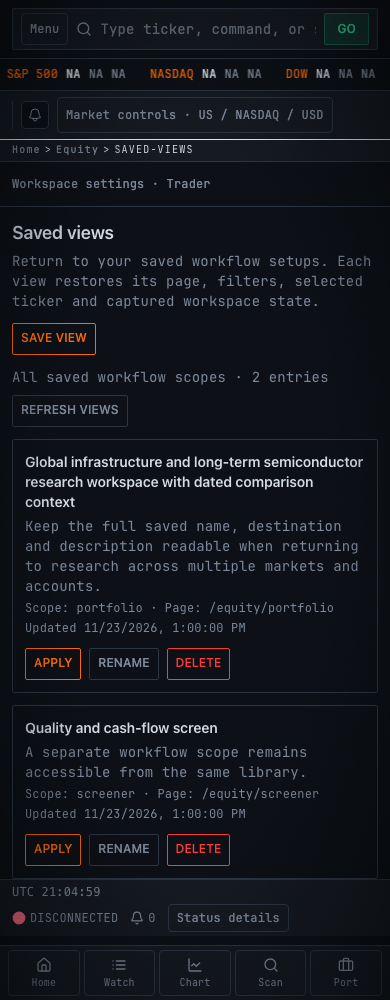 Menu Type ticker, command, or GO
S&P 500 NA NA NA NASDAQ NA NA NA DOW NA NA NA
Market controls · US / NASDAQ / USD
Home > Equity > SAVED-VIEWS
Workspace settings · Trader
Saved views
Return to your saved workflow setups. Each
view restores its page, filters, selected
ticker and captured workspace state.
SAVE VIEW
All saved workflow scopes · 2 entries
REFRESH VIEWS
Global infrastructure and long-term semiconductor
research workspace with dated comparison
context
Keep the full saved name, destination
and description readable when returning
to research across multiple markets and
accounts.
Scope: portfolio · Page: /equity/portfolio
Updated 11/23/2026, 1:00:00 PM
APPLY RENAME DELETE
Quality and cash-flow screen
A separate workflow scope remains
accessible from the same library.
Scope: screener · Page: /equity/screener
Updated 11/23/2026, 1:00:00 PM
APPLY RENAME DELETE
UTC 21:04:59
DISCONNECTED 0 Status details
Home Watch Chart Scan Port